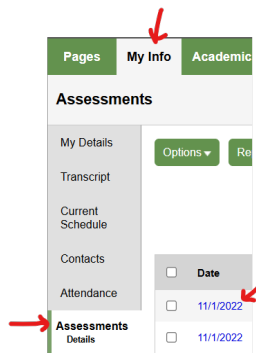 Pages My Info Academic
Assessments
My Details
Options Re
Transcript
Current
Schedule
Contacts
Date
Attendance
11/1/2022
Assessments
Details
11/1/2022